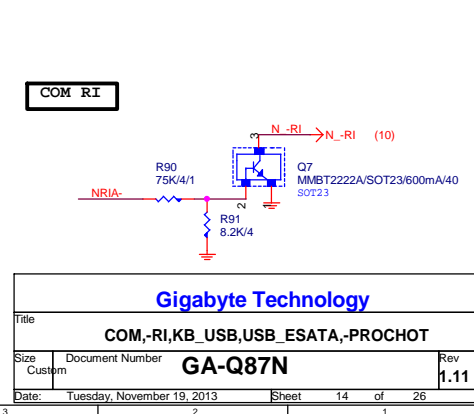 COM RI
3
N_-RI
N_-RI (10)
R90
75K/4/1
Q7
MMBT2222A/SOT23/600mA/40
SOT23
NRIA-
2
1
R91
8.2K/4
Gigabyte Technology
Title
COM,-RI,KB_USB,USB_ESATA,-PROCHOT
Size Document Number Rev
Custom GA-Q87N 1.11
Date: Tuesday, November 19, 2013 Sheet 14 of 26
3 2 1